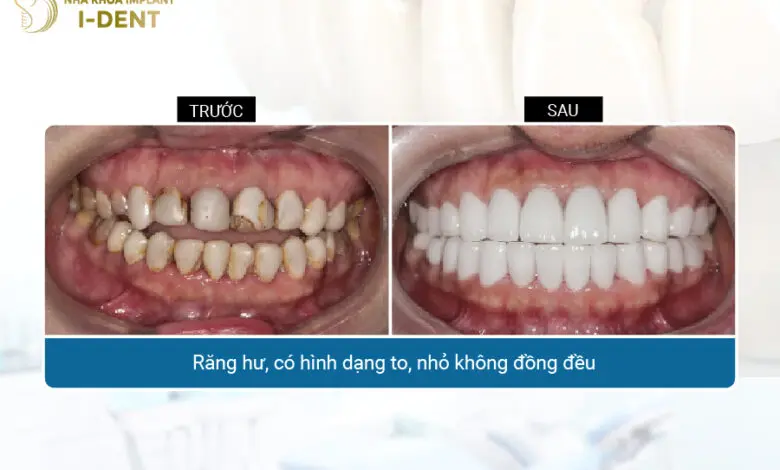 NHA KHOA IMPLANT
I-DENT
TRƯỚC
SAU
Răng hư, có hình dạng to, nhỏ không đồng đều